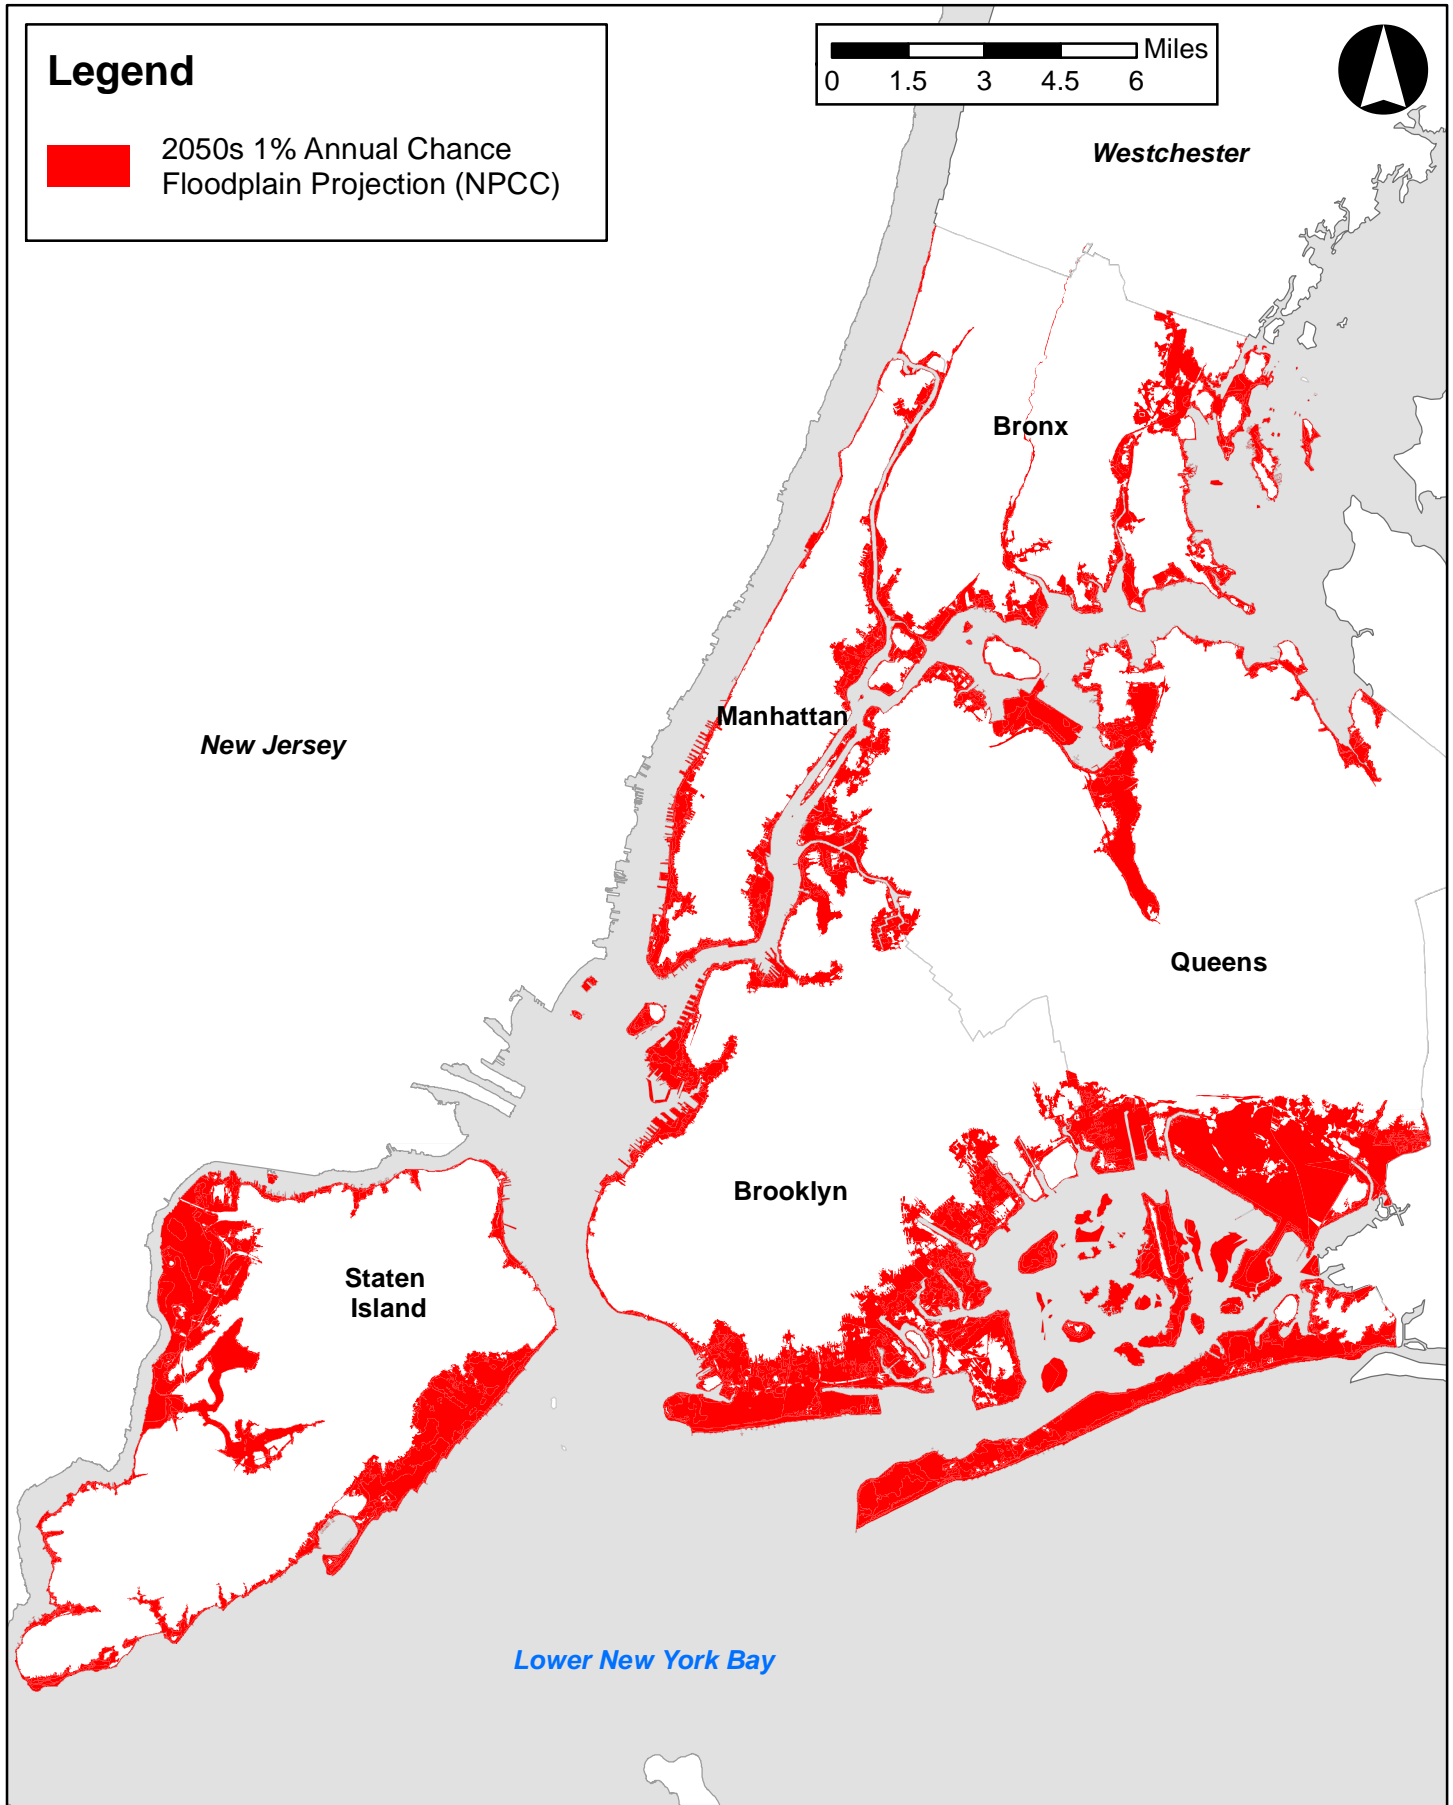 Legend
2050s 1% Annual Chance
Floodplain Projection (NPCC)
Miles
0 1.5 3 4.5 6
Westchester
Bronx
Manhattan
New Jersey
Queens
Brooklyn
Staten
Island
Lower New York Bay